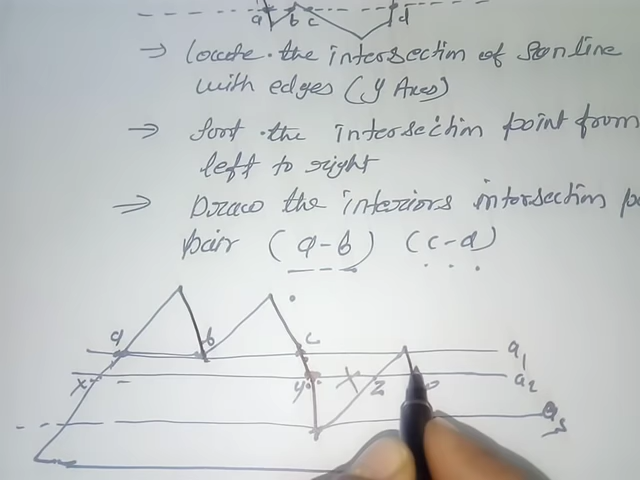 a b c d
→ locate the intersection of Scanline
with edges (y Axes)
→ Sort the intersection point from
left to right
→ Draw the interiors intersection
pair (a-b) (c-d)
a b c a1
x y X z p a2
a3